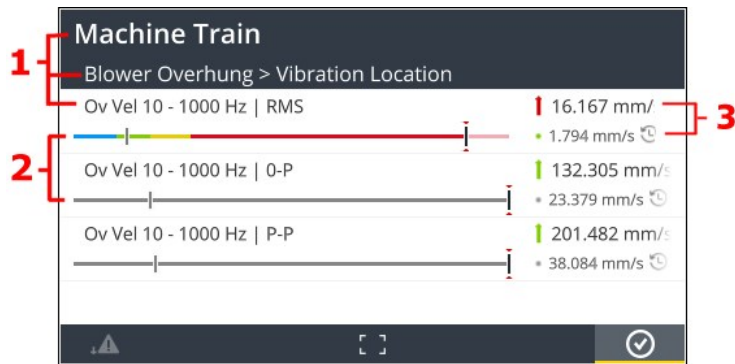 Machine Train
1
Blower Overhung > Vibration Location
Ov Vel 10 - 1000 Hz | RMS
16.167 mm/
3
1.794 mm/s
2
Ov Vel 10 - 1000 Hz | 0-P
132.305 mm/s
23.379 mm/s
Ov Vel 10 - 1000 Hz | P-P
201.482 mm/s
38.084 mm/s